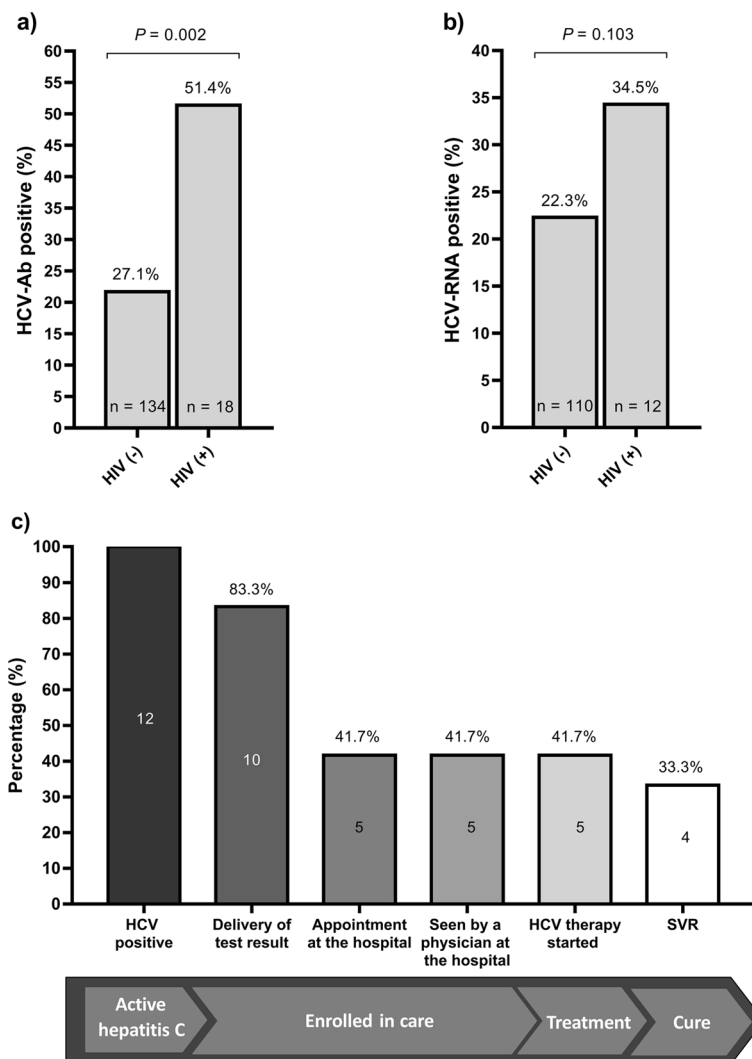 a)
P = 0.002
60
55
50
45
40
35
30
25
20
15
10
5
0
HCV-Ab positive (%)
27.1%
51.4%
n = 134
n = 18
HIV (-)
HIV (+)
b)
P = 0.103
40
35
30
25
20
15
10
5
0
HCV-RNA positive (%)
22.3%
34.5%
n = 110
n = 12
HIV (-)
HIV (+)
c)
100
90
80
70
60
50
40
30
20
10
0
Percentage (%)
83.3%
41.7%
41.7%
41.7%
33.3%
12
10
5
5
5
4
HCV
positive
Delivery of
test result
Appointment
at the hospital
Seen by a
physician at
the hospital
HCV therapy
started
SVR
Active
hepatitis C
Enrolled in care
Treatment
Cure